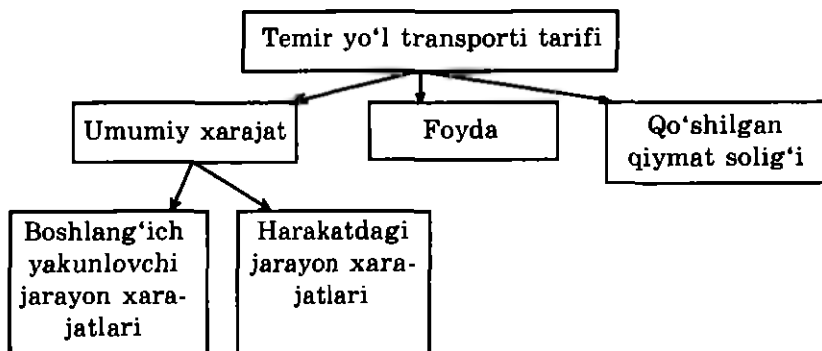 Temir yo‘l transporti tarifi
Umumiy xarajat
Foyda
Qo‘shilgan
qiymat solig‘i
Boshlang‘ich
yakunlovchi
jarayon xara-
jatlari
Harakatdagi
jarayon xara-
jatlari